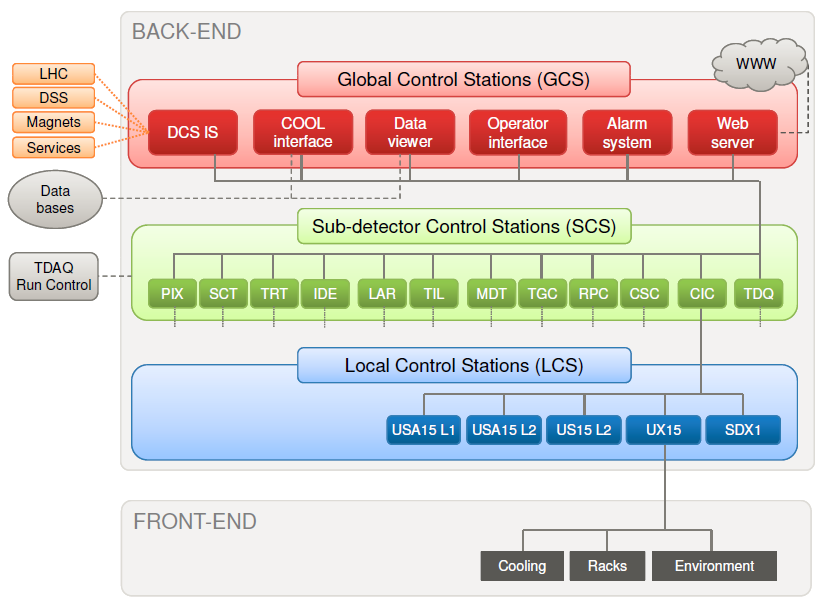 BACK-END
WWW
LHC
DSS
Magnets
Services
Global Control Stations (GCS)
DCS IS
COOL
interface
Data
viewer
Operator
interface
Alarm
system
Web
server
Data
bases
Sub-detector Control Stations (SCS)
TDAQ
Run Control
PIX
SCT
TRT
IDE
LAR
TIL
MDT
TGC
RPC
CSC
CIC
TDQ
Local Control Stations (LCS)
USA15 L1
USA15 L2
US15 L2
UX15
SDX1
FRONT-END
Cooling
Racks
Environment